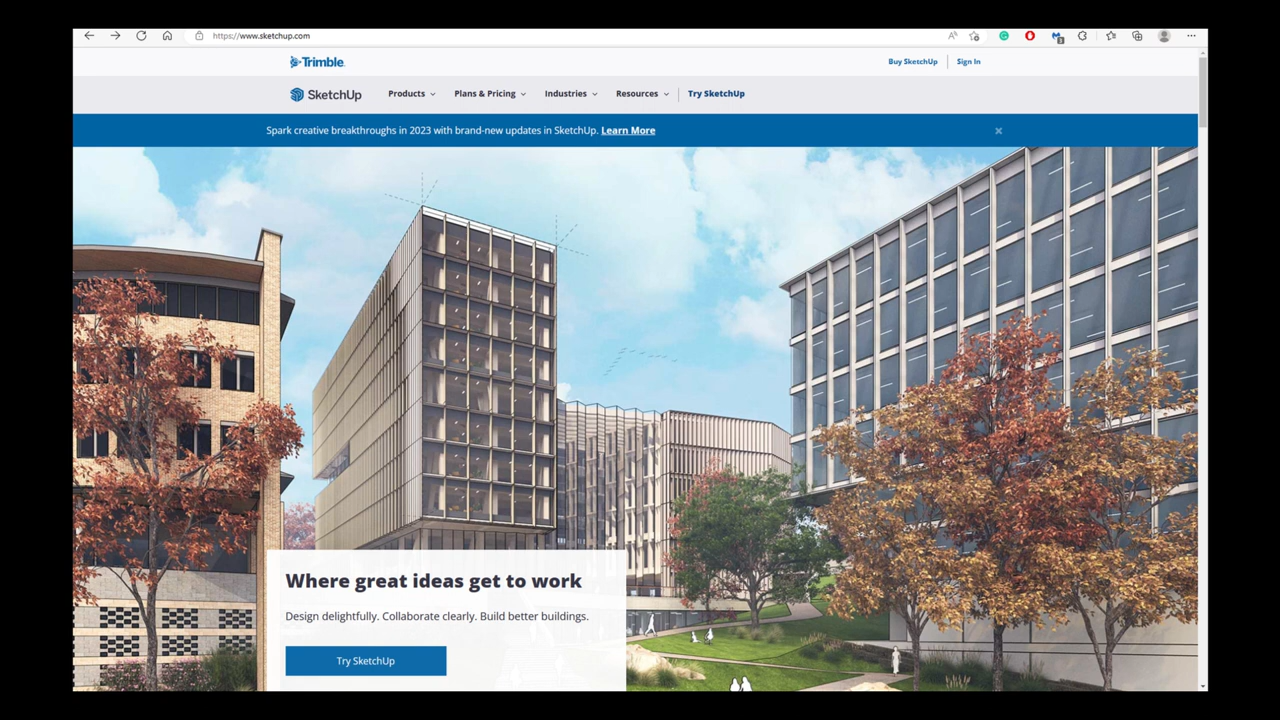 https://www.sketchup.com
Trimble
Buy SketchUp
Sign In
SketchUp
Products
Plans & Pricing
Industries
Resources
Try SketchUp
Spark creative breakthroughs in 2023 with brand-new updates in SketchUp. Learn More
Where great ideas get to work
Design delightfully. Collaborate clearly. Build better buildings.
Try SketchUp